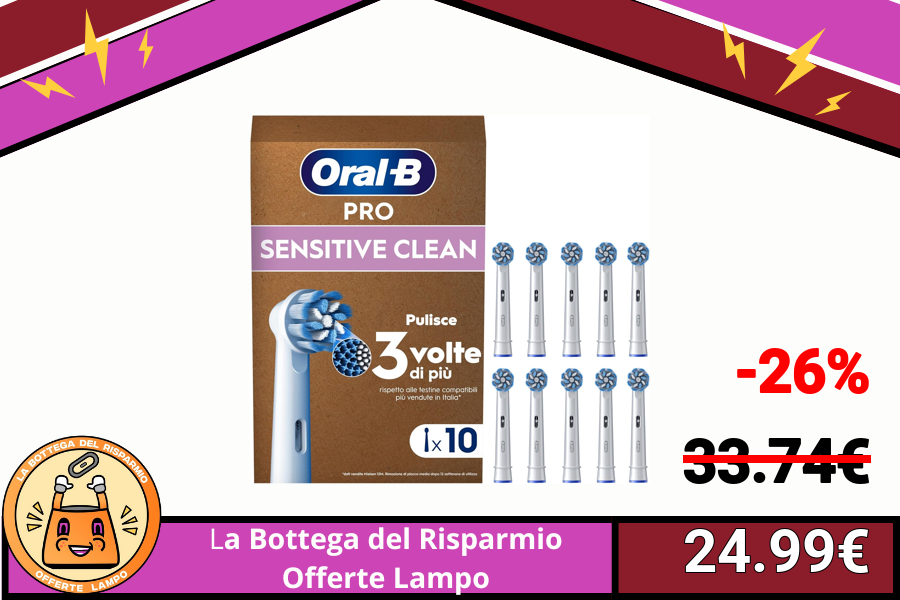 Oral-B
PRO
SENSITIVE CLEAN
Pulisce
3 volte
di più
rispetto alle testine compatibili
più vendute in Italia*
x10
-26%
33.74€
24.99€
La Bottega del Risparmio
Offerte Lampo
LA BOTTEGA DEL RISPARMIO
OFFERTE LAMPO